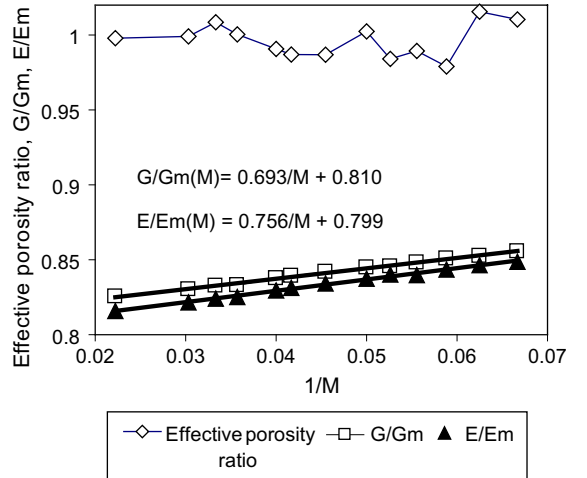 Effective porosity ratio, G/Gm, E/Em
1
0.95
0.9
0.85
0.8
G/Gm(M)= 0.693/M + 0.810
E/Em(M) = 0.756/M + 0.799
0.02 0.03 0.04 0.05 0.06 0.07
1/M
Effective porosity ratio
G/Gm
E/Em